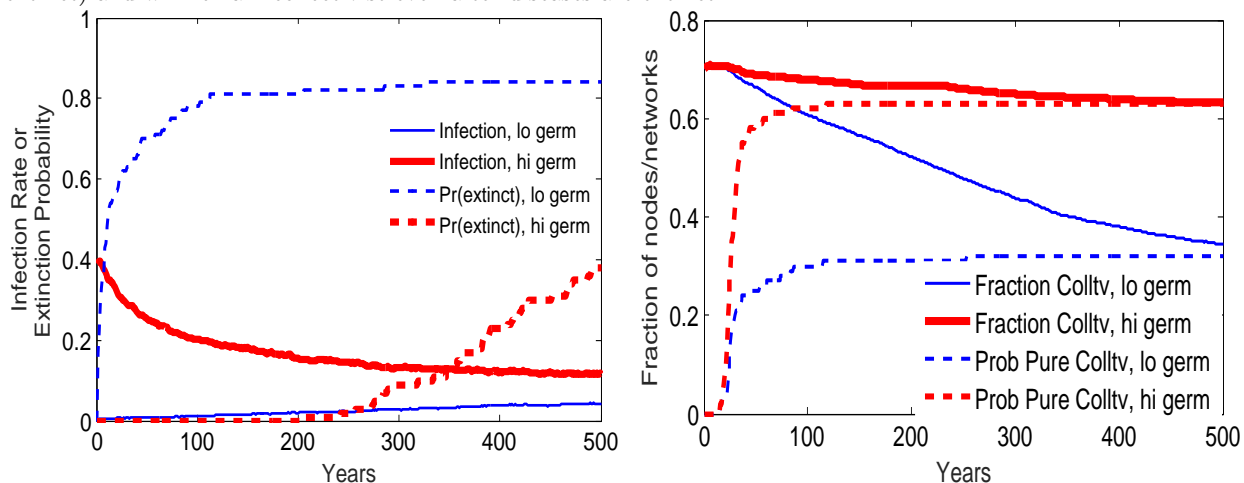 1
0.8
0.6
0.4
0.2
0
Infection Rate or
Extinction Probability
Infection, lo germ
Infection, hi germ
Pr(extinct), lo germ
Pr(extinct), hi germ
0 100 200 300 400 500
Years
0.8
0.6
0.4
0.2
0
Fraction of nodes/networks
Fraction Colltv, lo germ
Fraction Colltv, hi germ
Prob Pure Colltv, lo germ
Prob Pure Colltv, hi germ
0 100 200 300 400 500
Years